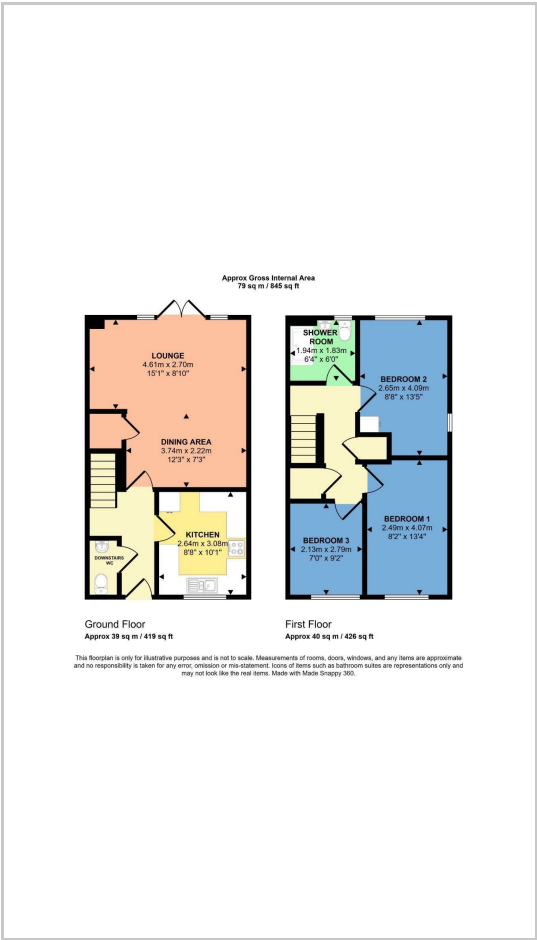 Approx Gross Internal Area
79 sq m / 845 sq ft
LOUNGE
4.61m x 2.70m
15'1" x 8'10"
DINING AREA
3.74m x 2.22m
12'3" x 7'3"
KITCHEN
2.64m x 3.08m
8'8" x 10'1"
DOWNSTAIRS
WC
SHOWER
ROOM
1.94m x 1.83m
6'4" x 6'0"
BEDROOM 2
2.65m x 4.09m
8'8" x 13'5"
BEDROOM 1
2.49m x 4.07m
8'2" x 13'4"
BEDROOM 3
2.13m x 2.79m
7'0" x 9'2"
Ground Floor
Approx 39 sq m / 419 sq ft
First Floor
Approx 40 sq m / 426 sq ft
This floorplan is only for illustrative purposes and is not to scale. Measurements of rooms, doors, windows, and any items are approximate
and no responsibility is taken for any error, omission or mis-statement. Icons of items such as bathroom suites are representations only and
may not look like the real items. Made with Made Snappy 360.